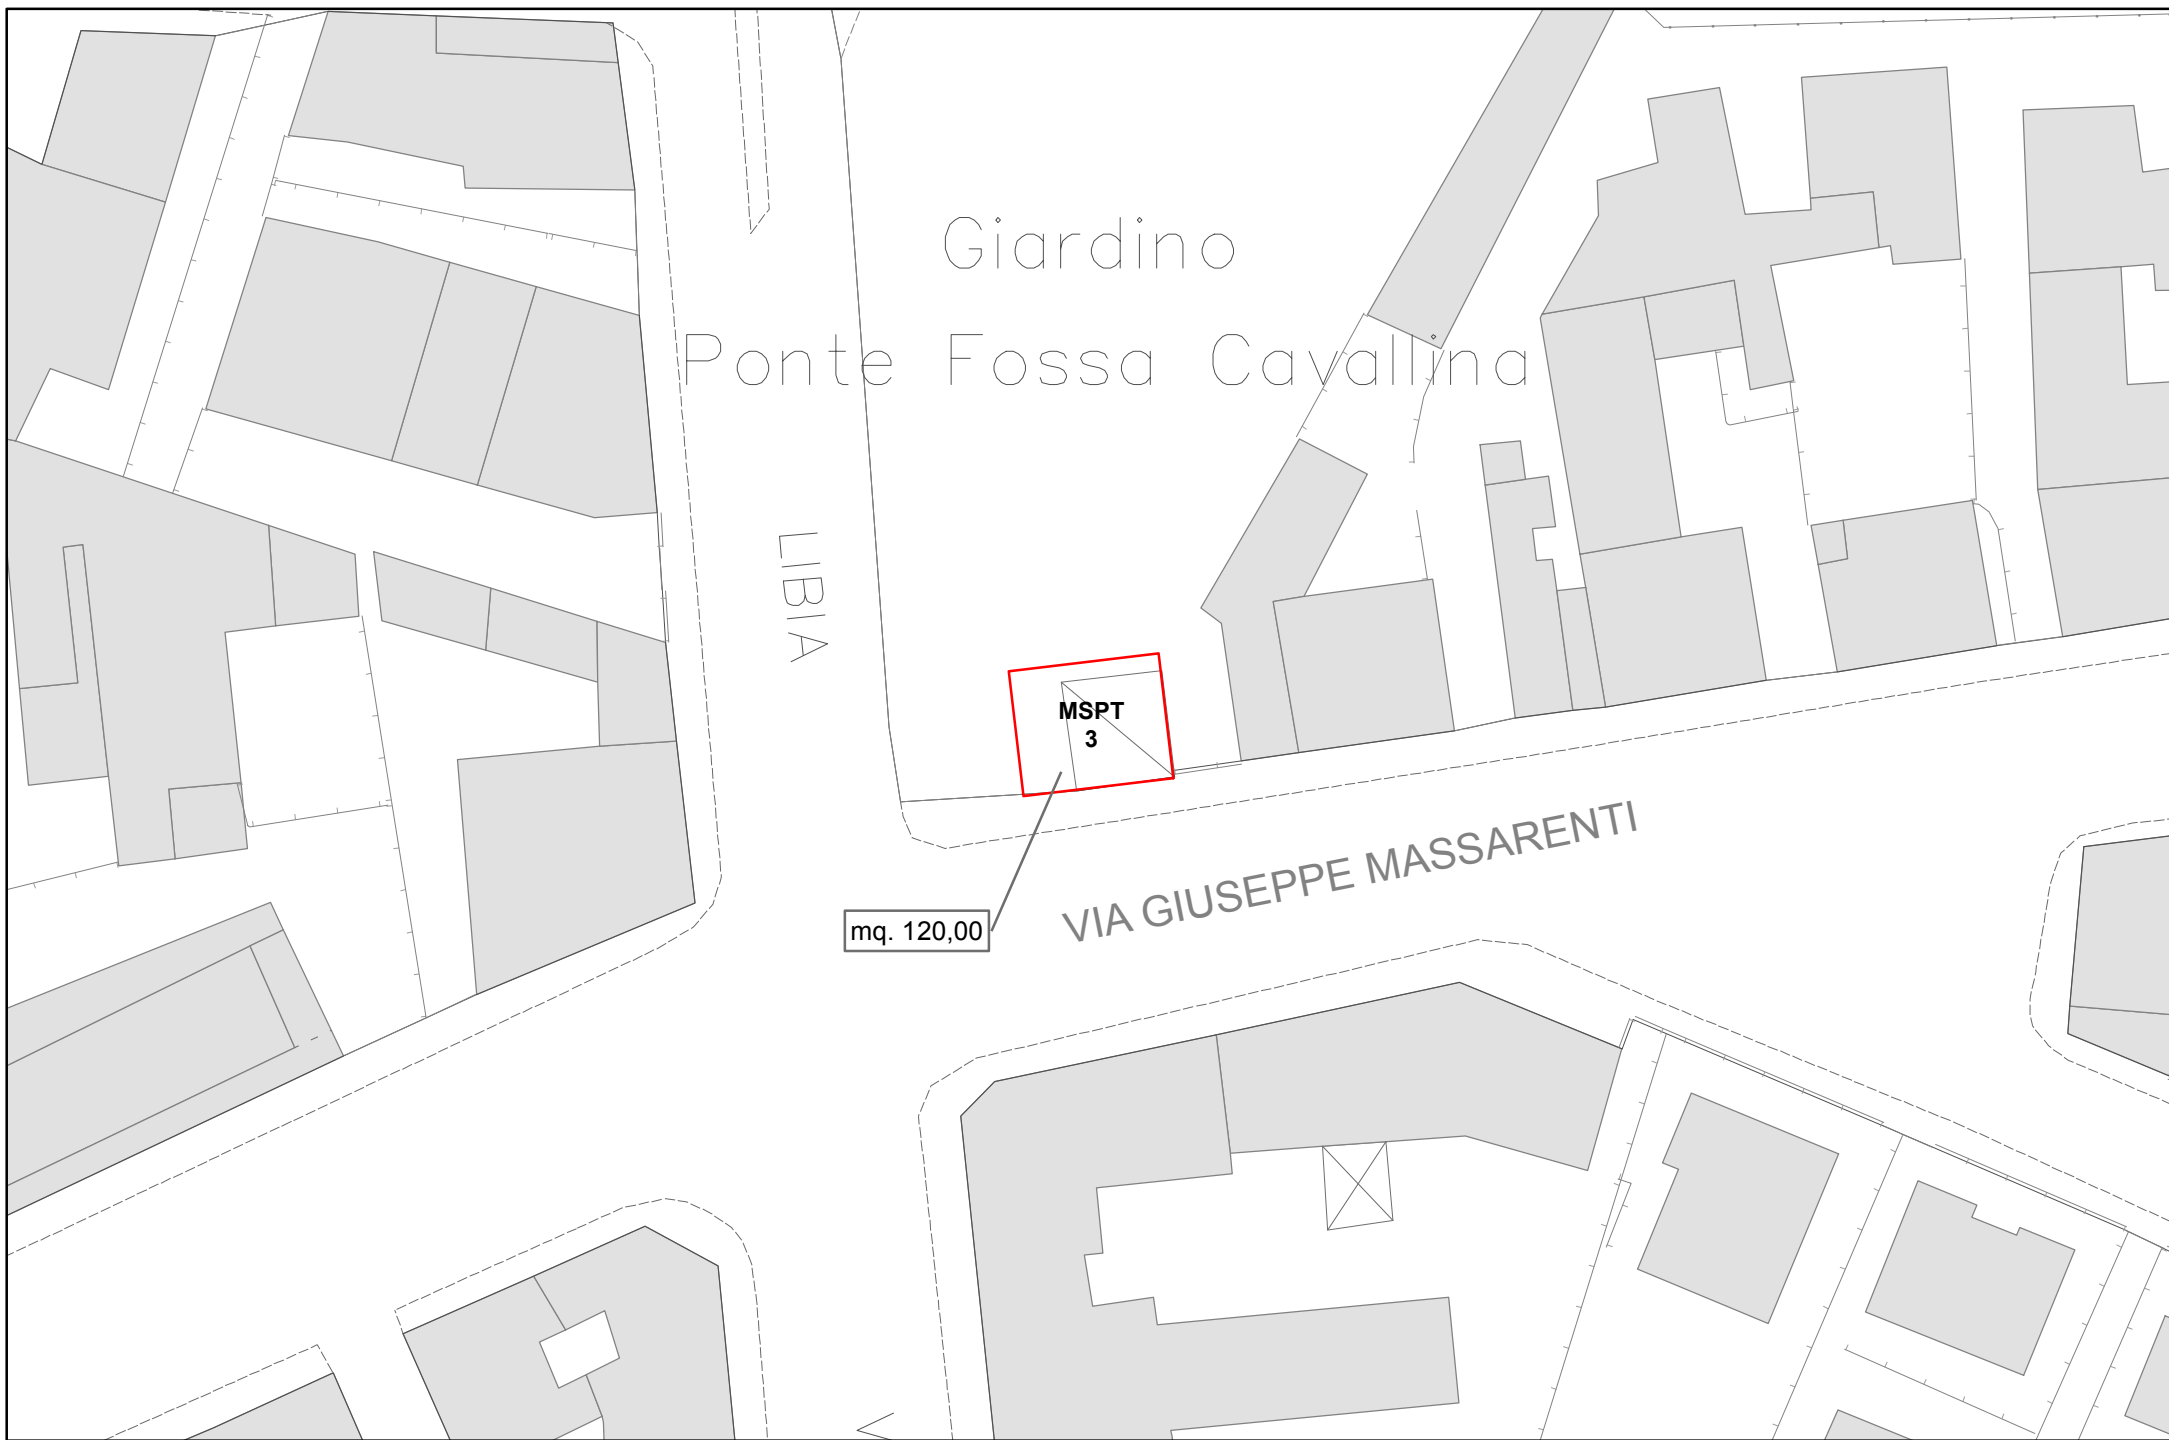 Giardino
Ponte Fossa Cavallina
LIBIA
MSPT
3
mq. 120,00
VIA GIUSEPPE MASSARENTI
V